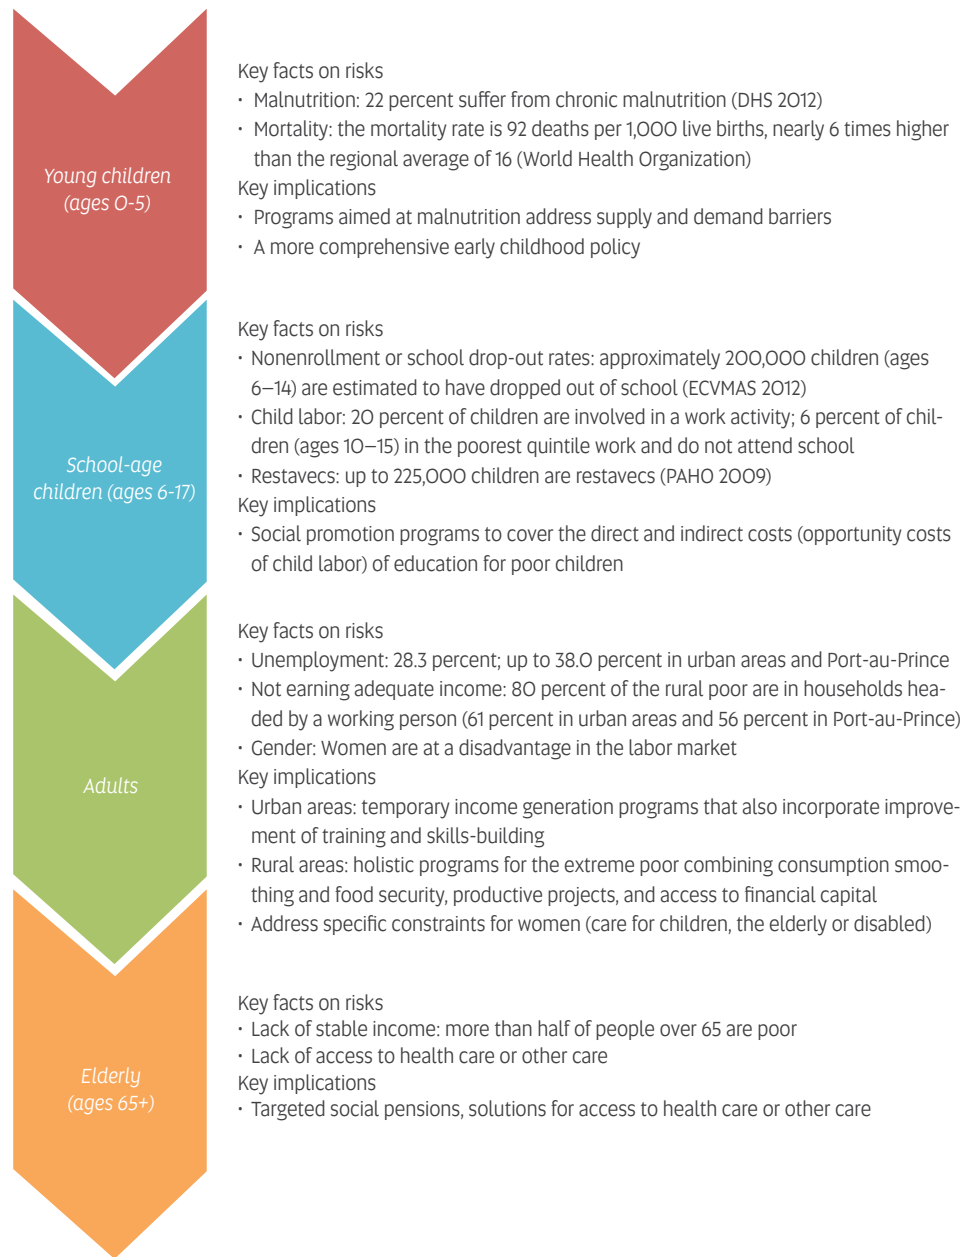 Young children
(ages 0-5)
Key facts on risks
• Malnutrition: 22 percent suffer from chronic malnutrition (DHS 2012)
• Mortality: the mortality rate is 92 deaths per 1,000 live births, nearly 6 times higher
than the regional average of 16 (World Health Organization)
Key implications
• Programs aimed at malnutrition address supply and demand barriers
• A more comprehensive early childhood policy
School-age
children (ages 6-17)
Key facts on risks
• Nonenrollment or school drop-out rates: approximately 200,000 children (ages
6–14) are estimated to have dropped out of school (ECVMAS 2012)
• Child labor: 20 percent of children are involved in a work activity; 6 percent of chil-
dren (ages 10–15) in the poorest quintile work and do not attend school
• Restavecs: up to 225,000 children are restavecs (PAHO 2009)
Key implications
• Social promotion programs to cover the direct and indirect costs (opportunity costs
of child labor) of education for poor children
Adults
Key facts on risks
• Unemployment: 28.3 percent; up to 38.0 percent in urban areas and Port-au-Prince
• Not earning adequate income: 80 percent of the rural poor are in households hea-
ded by a working person (61 percent in urban areas and 56 percent in Port-au-Prince)
• Gender: Women are at a disadvantage in the labor market
Key implications
• Urban areas: temporary income generation programs that also incorporate improve-
ment of training and skills-building
• Rural areas: holistic programs for the extreme poor combining consumption smoo-
thing and food security, productive projects, and access to financial capital
• Address specific constraints for women (care for children, the elderly or disabled)
Elderly
(ages 65+)
Key facts on risks
• Lack of stable income: more than half of people over 65 are poor
• Lack of access to health care or other care
Key implications
• Targeted social pensions, solutions for access to health care or other care